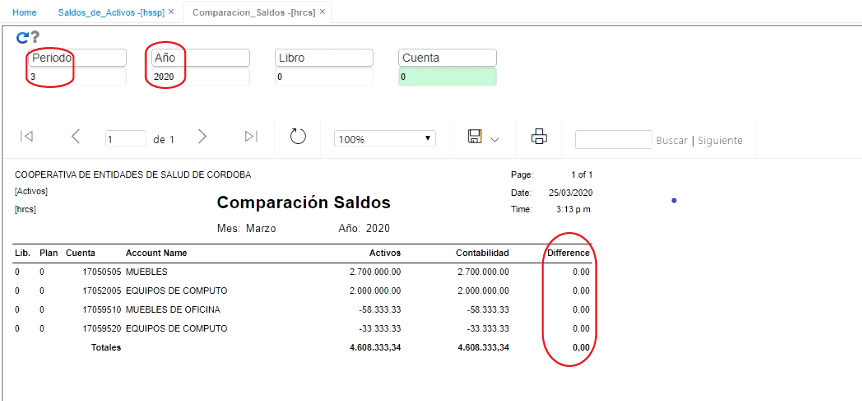 Home Saldos_de_Activos -[hssp] × Comparacion_Saldos -[hrcs] ×
?
Periodo Año Libro Cuenta
3 2020 0 0
1 de 1 100% Buscar | Siguiente
COOPERATIVA DE ENTIDADES DE SALUD DE CORDOBA Page: 1 of 1
[Activos] Date: 25/03/2020
[hrcs] Comparación Saldos Time: 3:13 p.m.
Mes: Marzo Año: 2020
Lib. Plan Cuenta Account Name Activos Contabilidad Difference
0 0 17050505 MUEBLES 2.700.000,00 2.700.000,00 0,00
0 0 17052005 EQUIPOS DE COMPUTO 2.000.000,00 2.000.000,00 0,00
0 0 17059510 MUEBLES DE OFICINA -58.333,33 -58.333,33 0,00
0 0 17059520 EQUIPOS DE COMPUTO -33.333,33 -33.333,33 0,00
Totales 4.608.333,34 4.608.333,34 0,00